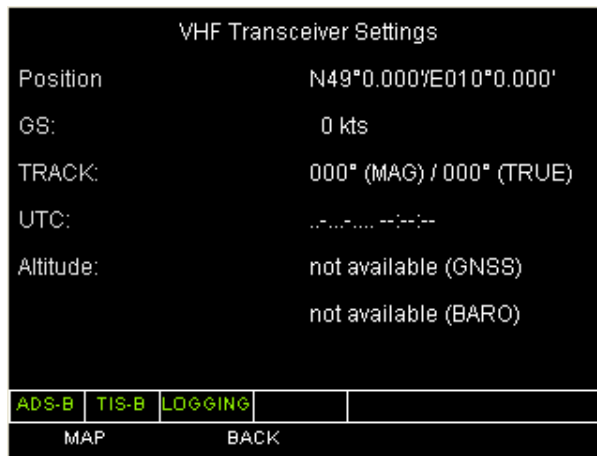 VHF Transceiver Settings
Position N49°0.000'/E010°0.000'
GS: 0 kts
TRACK: 000° (MAG) / 000° (TRUE)
UTC: ..-...-.... --:--:--
Altitude: not available (GNSS)
not available (BARO)
ADS-B TIS-B LOGGING
MAP BACK